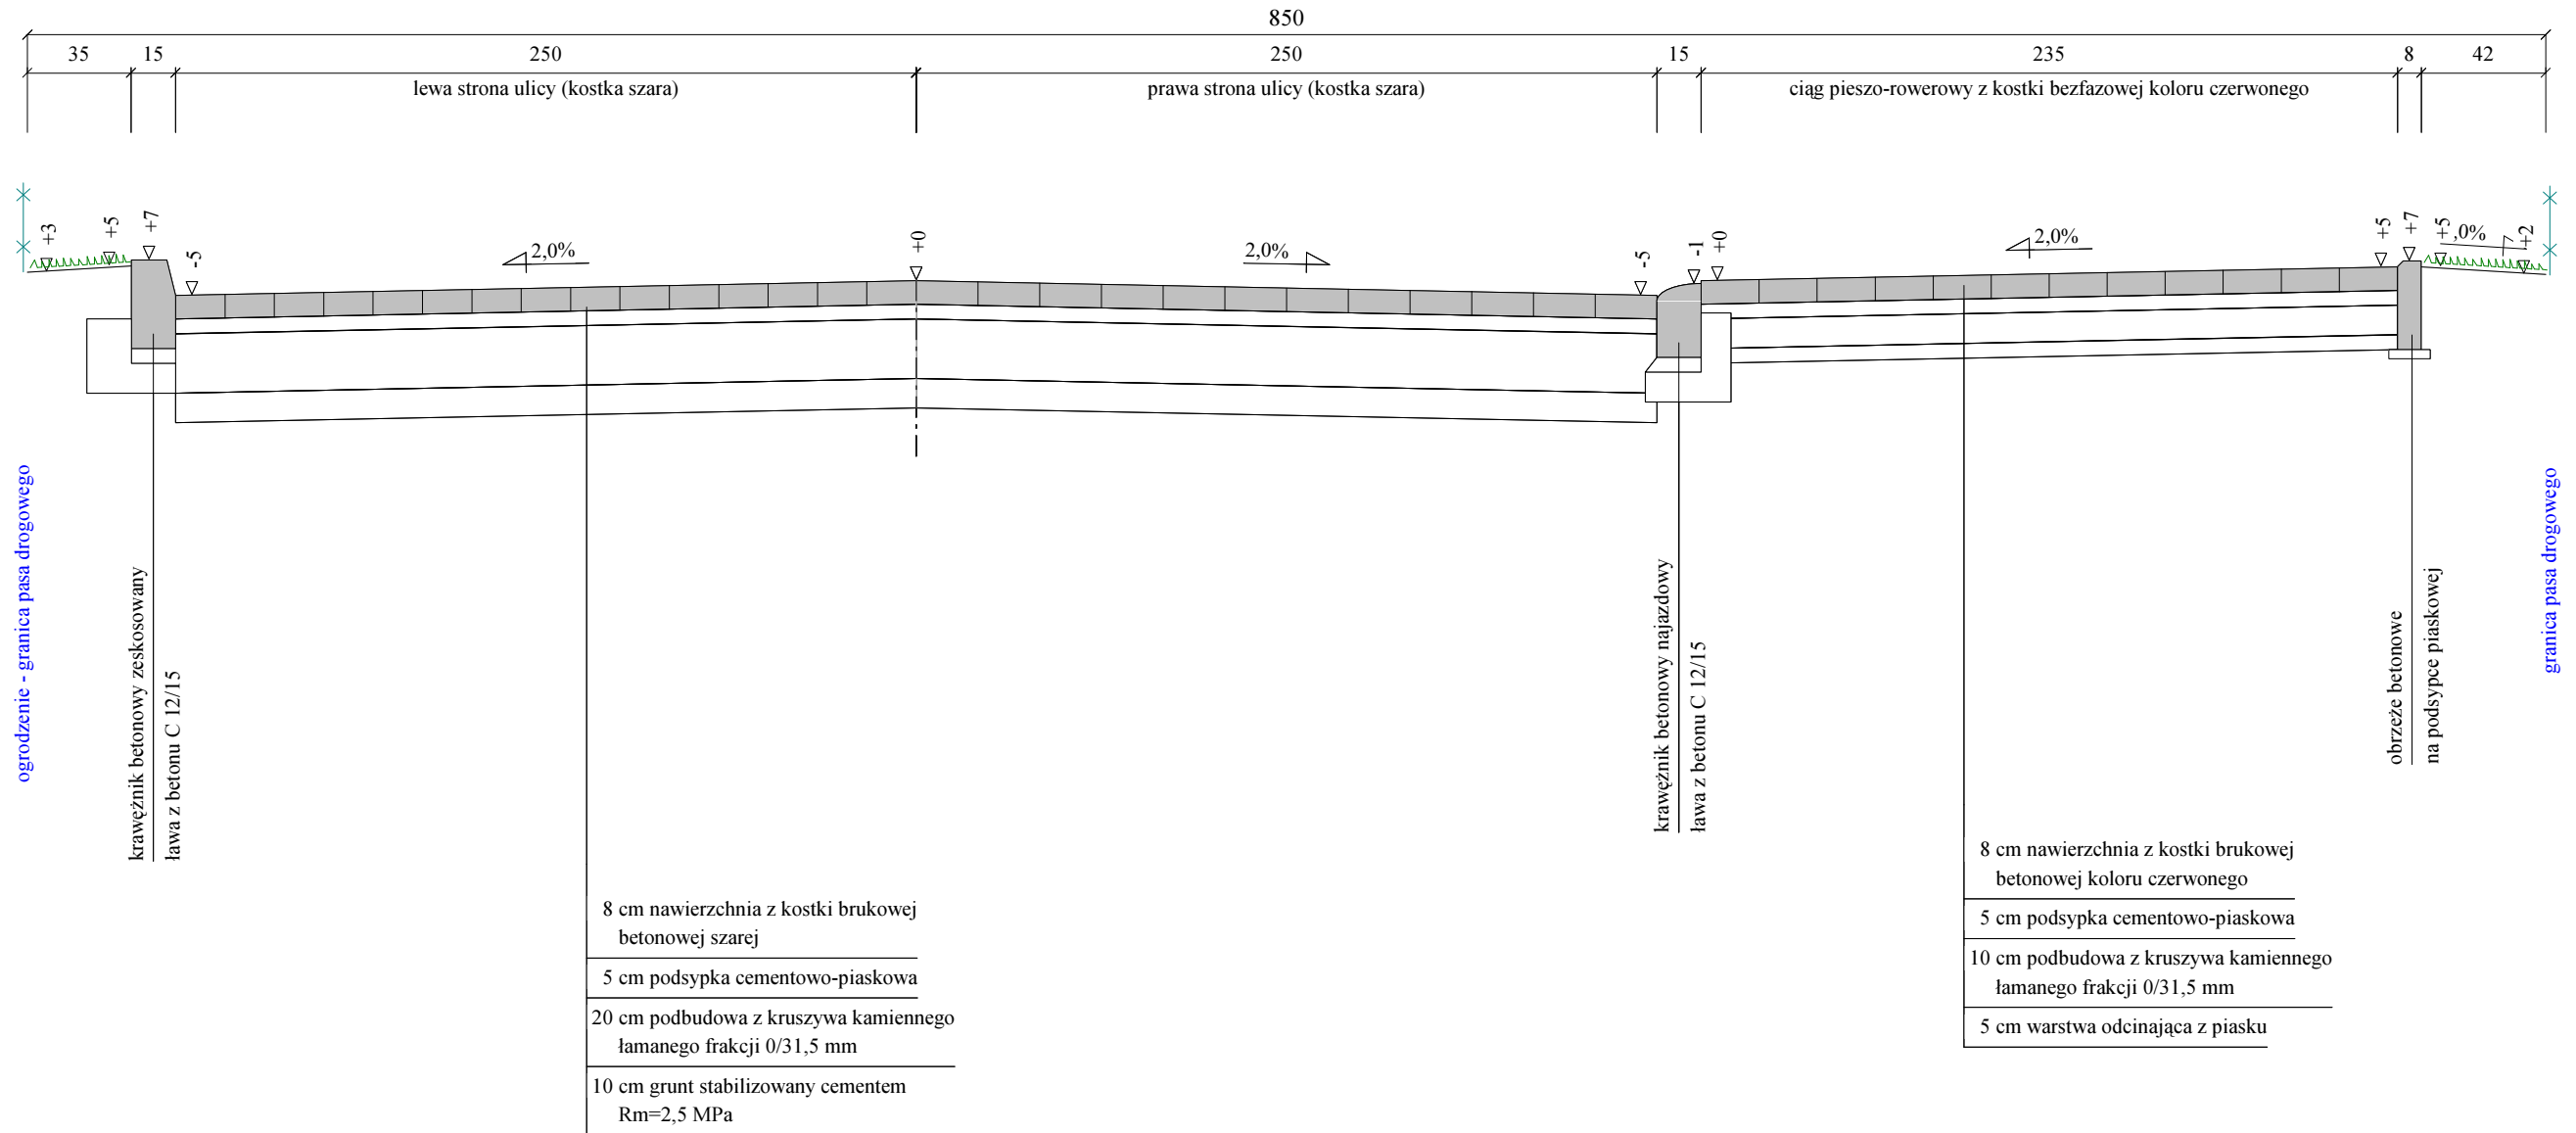 850
35 15 250 250 15 235 8 42
lewa strona ulicy (kostka szara)
prawa strona ulicy (kostka szara)
ciąg pieszo-rowerowy z kostki bezfazowej koloru czerwonego
+3
+5
+7
-5
2,0%
+0
2,0%
-5
-1
+0
2,0%
+5
+7
+5
,0%
+2
ogrodzenie - granica pasa drogowego
krawężnik betonowy zeskosowany
ława z betonu C 12/15
krawężnik betonowy najazdowy
ława z betonu C 12/15
obrzeże betonowe
na podsypce piaskowej
granica pasa drogowego
8 cm nawierzchnia z kostki brukowej
betonowej szarej
5 cm podsypka cementowo-piaskowa
20 cm podbudowa z kruszywa kamiennego
łamanego frakcji 0/31,5 mm
10 cm grunt stabilizowany cementem
Rm=2,5 MPa
8 cm nawierzchnia z kostki brukowej
betonowej koloru czerwonego
5 cm podsypka cementowo-piaskowa
10 cm podbudowa z kruszywa kamiennego
łamanego frakcji 0/31,5 mm
5 cm warstwa odcinająca z piasku